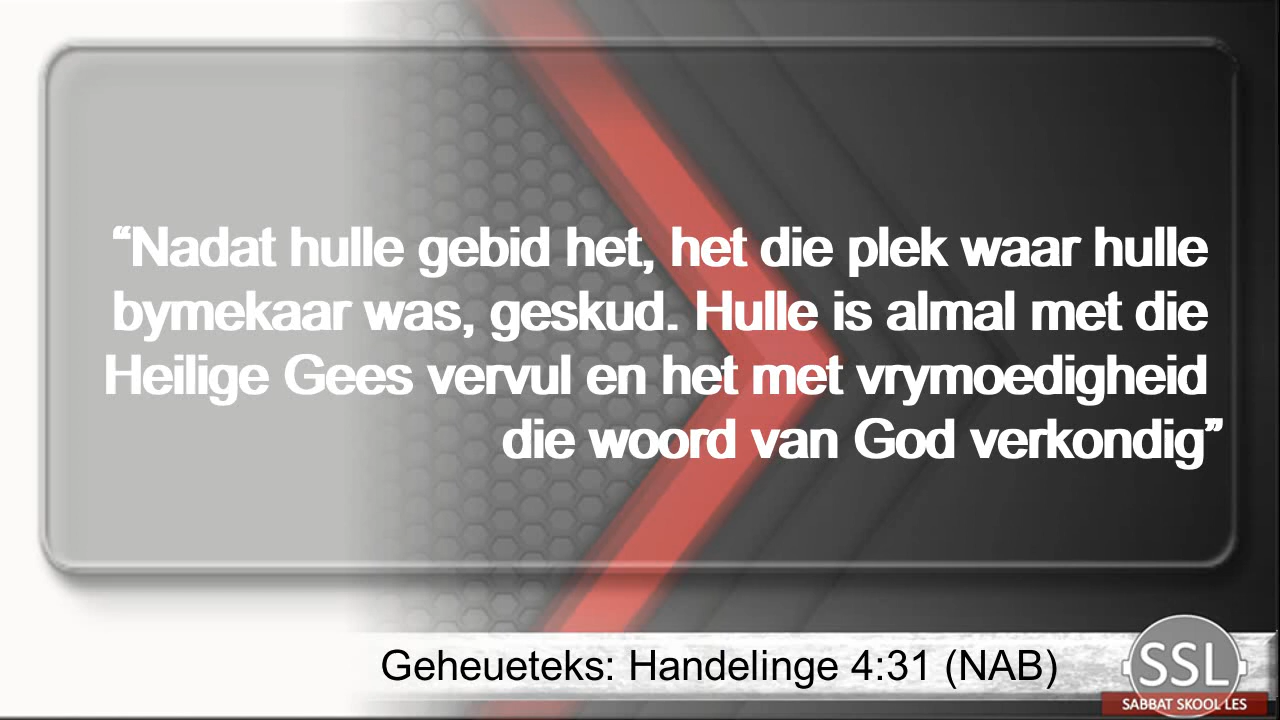 “Nadat hulle gebid het, het die plek waar hulle
bymekaar was, geskud. Hulle is almal met die
Heilige Gees vervul en het met vrymoedigheid
die woord van God verkondig”
Geheueteks: Handelinge 4:31 (NAB)
SSL
SABBAT SKOOL LES